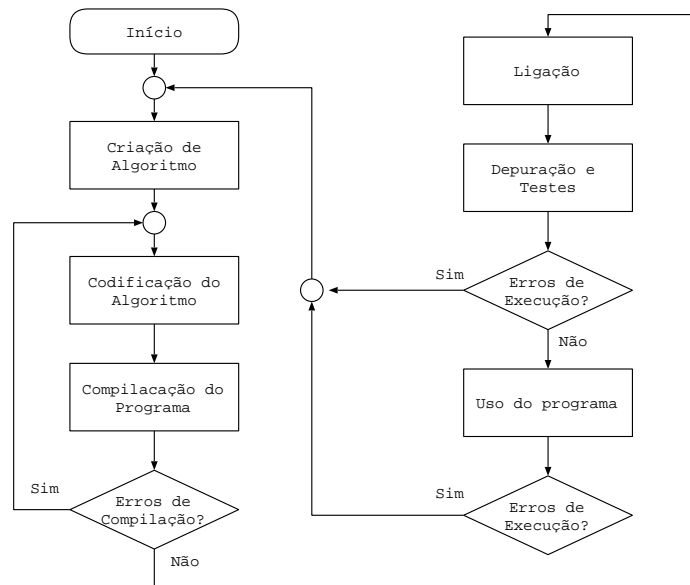 Início
Criação de
Algoritmo
Codificação do
Algoritmo
Compilacação do
Programa
Sim
Erros de
Compilação?
Não
Ligação
Depuração e
Testes
Sim
Erros de
Execução?
Não
Uso do programa
Sim
Erros de
Execução?